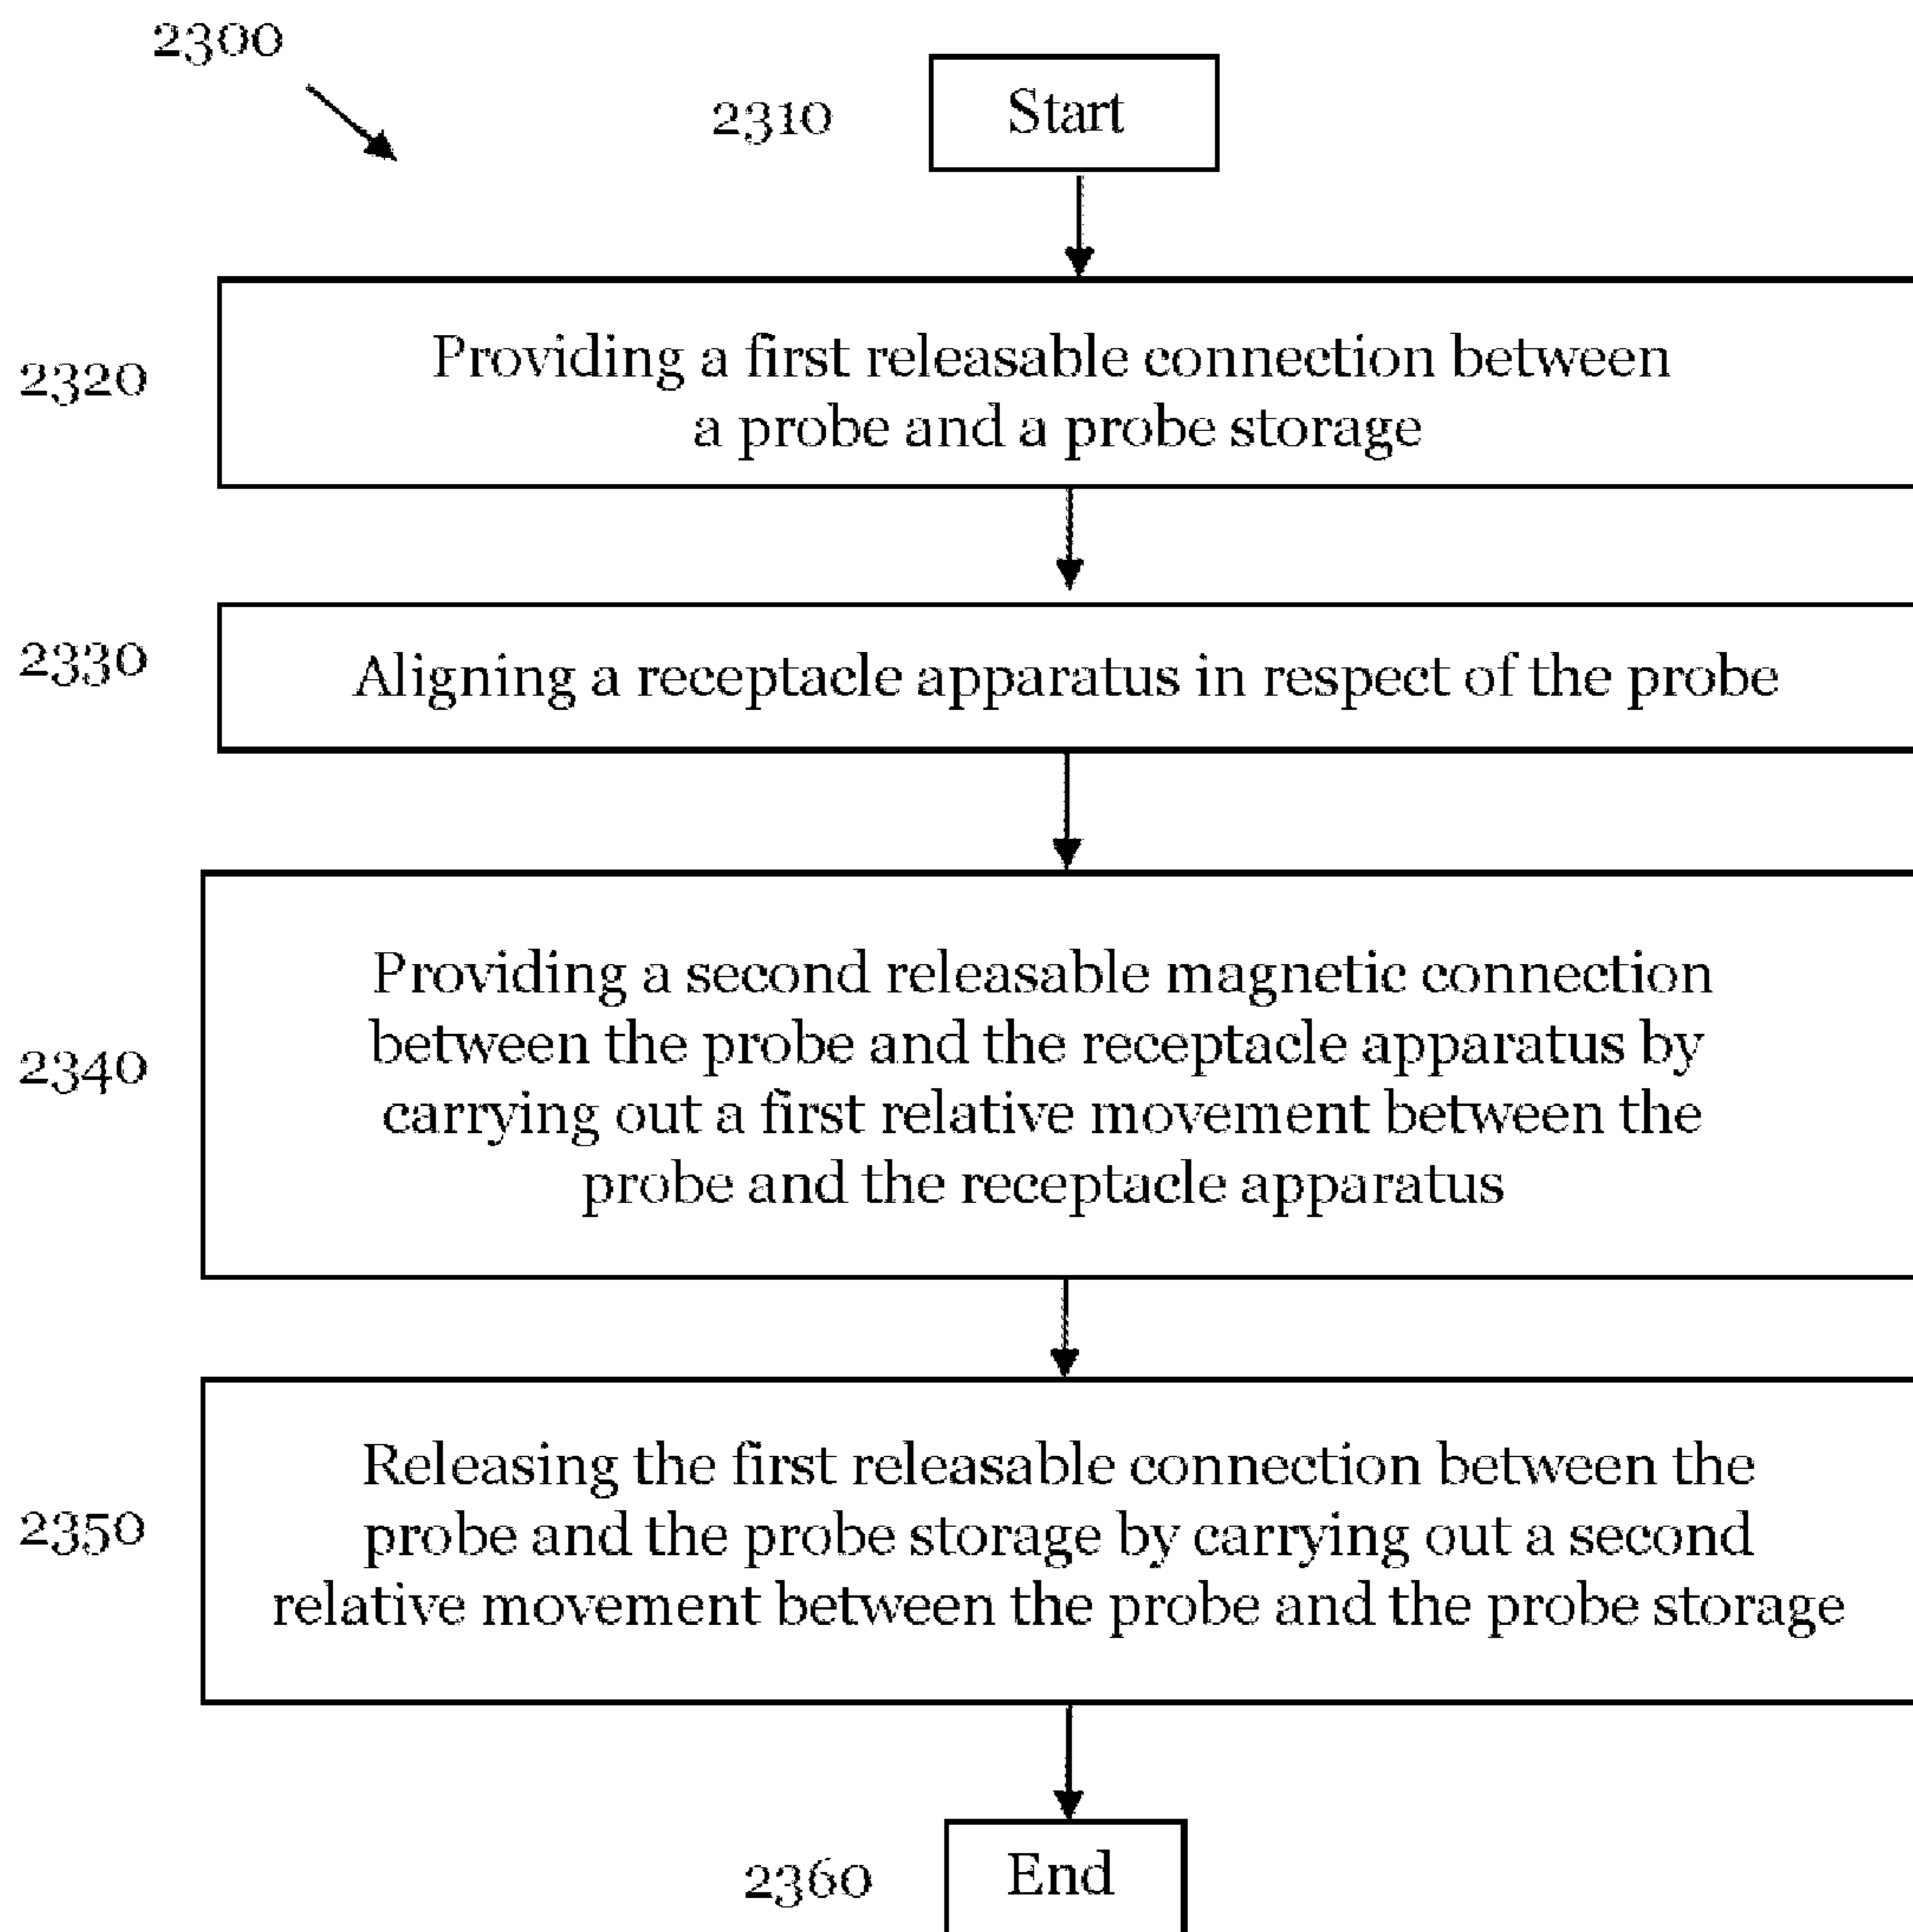 2300
2310
Start
2320
Providing a first releasable connection between
a probe and a probe storage
2330
Aligning a receptacle apparatus in respect of the probe
2340
Providing a second releasable magnetic connection
between the probe and the receptacle apparatus by
carrying out a first relative movement between the
probe and the receptacle apparatus
2350
Releasing the first releasable connection between the
probe and the probe storage by carrying out a second
relative movement between the probe and the probe storage
2360
End